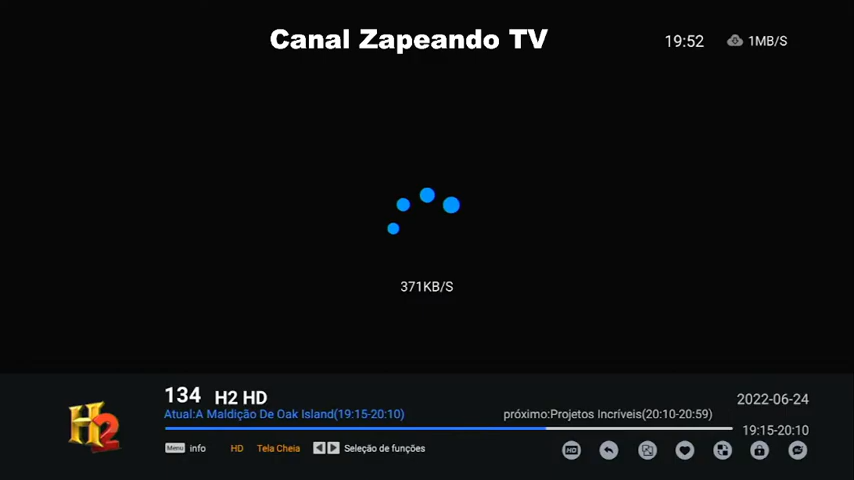 Canal Zapeando TV
19:52
1MB/S
371KB/S
H2
134 H2 HD
2022-06-24
Atual:A Maldição De Oak Island(19:15-20:10)
próximo:Projetos Incríveis(20:10-20:59)
19:15-20:10
Menu info HD Tela Cheia Seleção de funções
HD